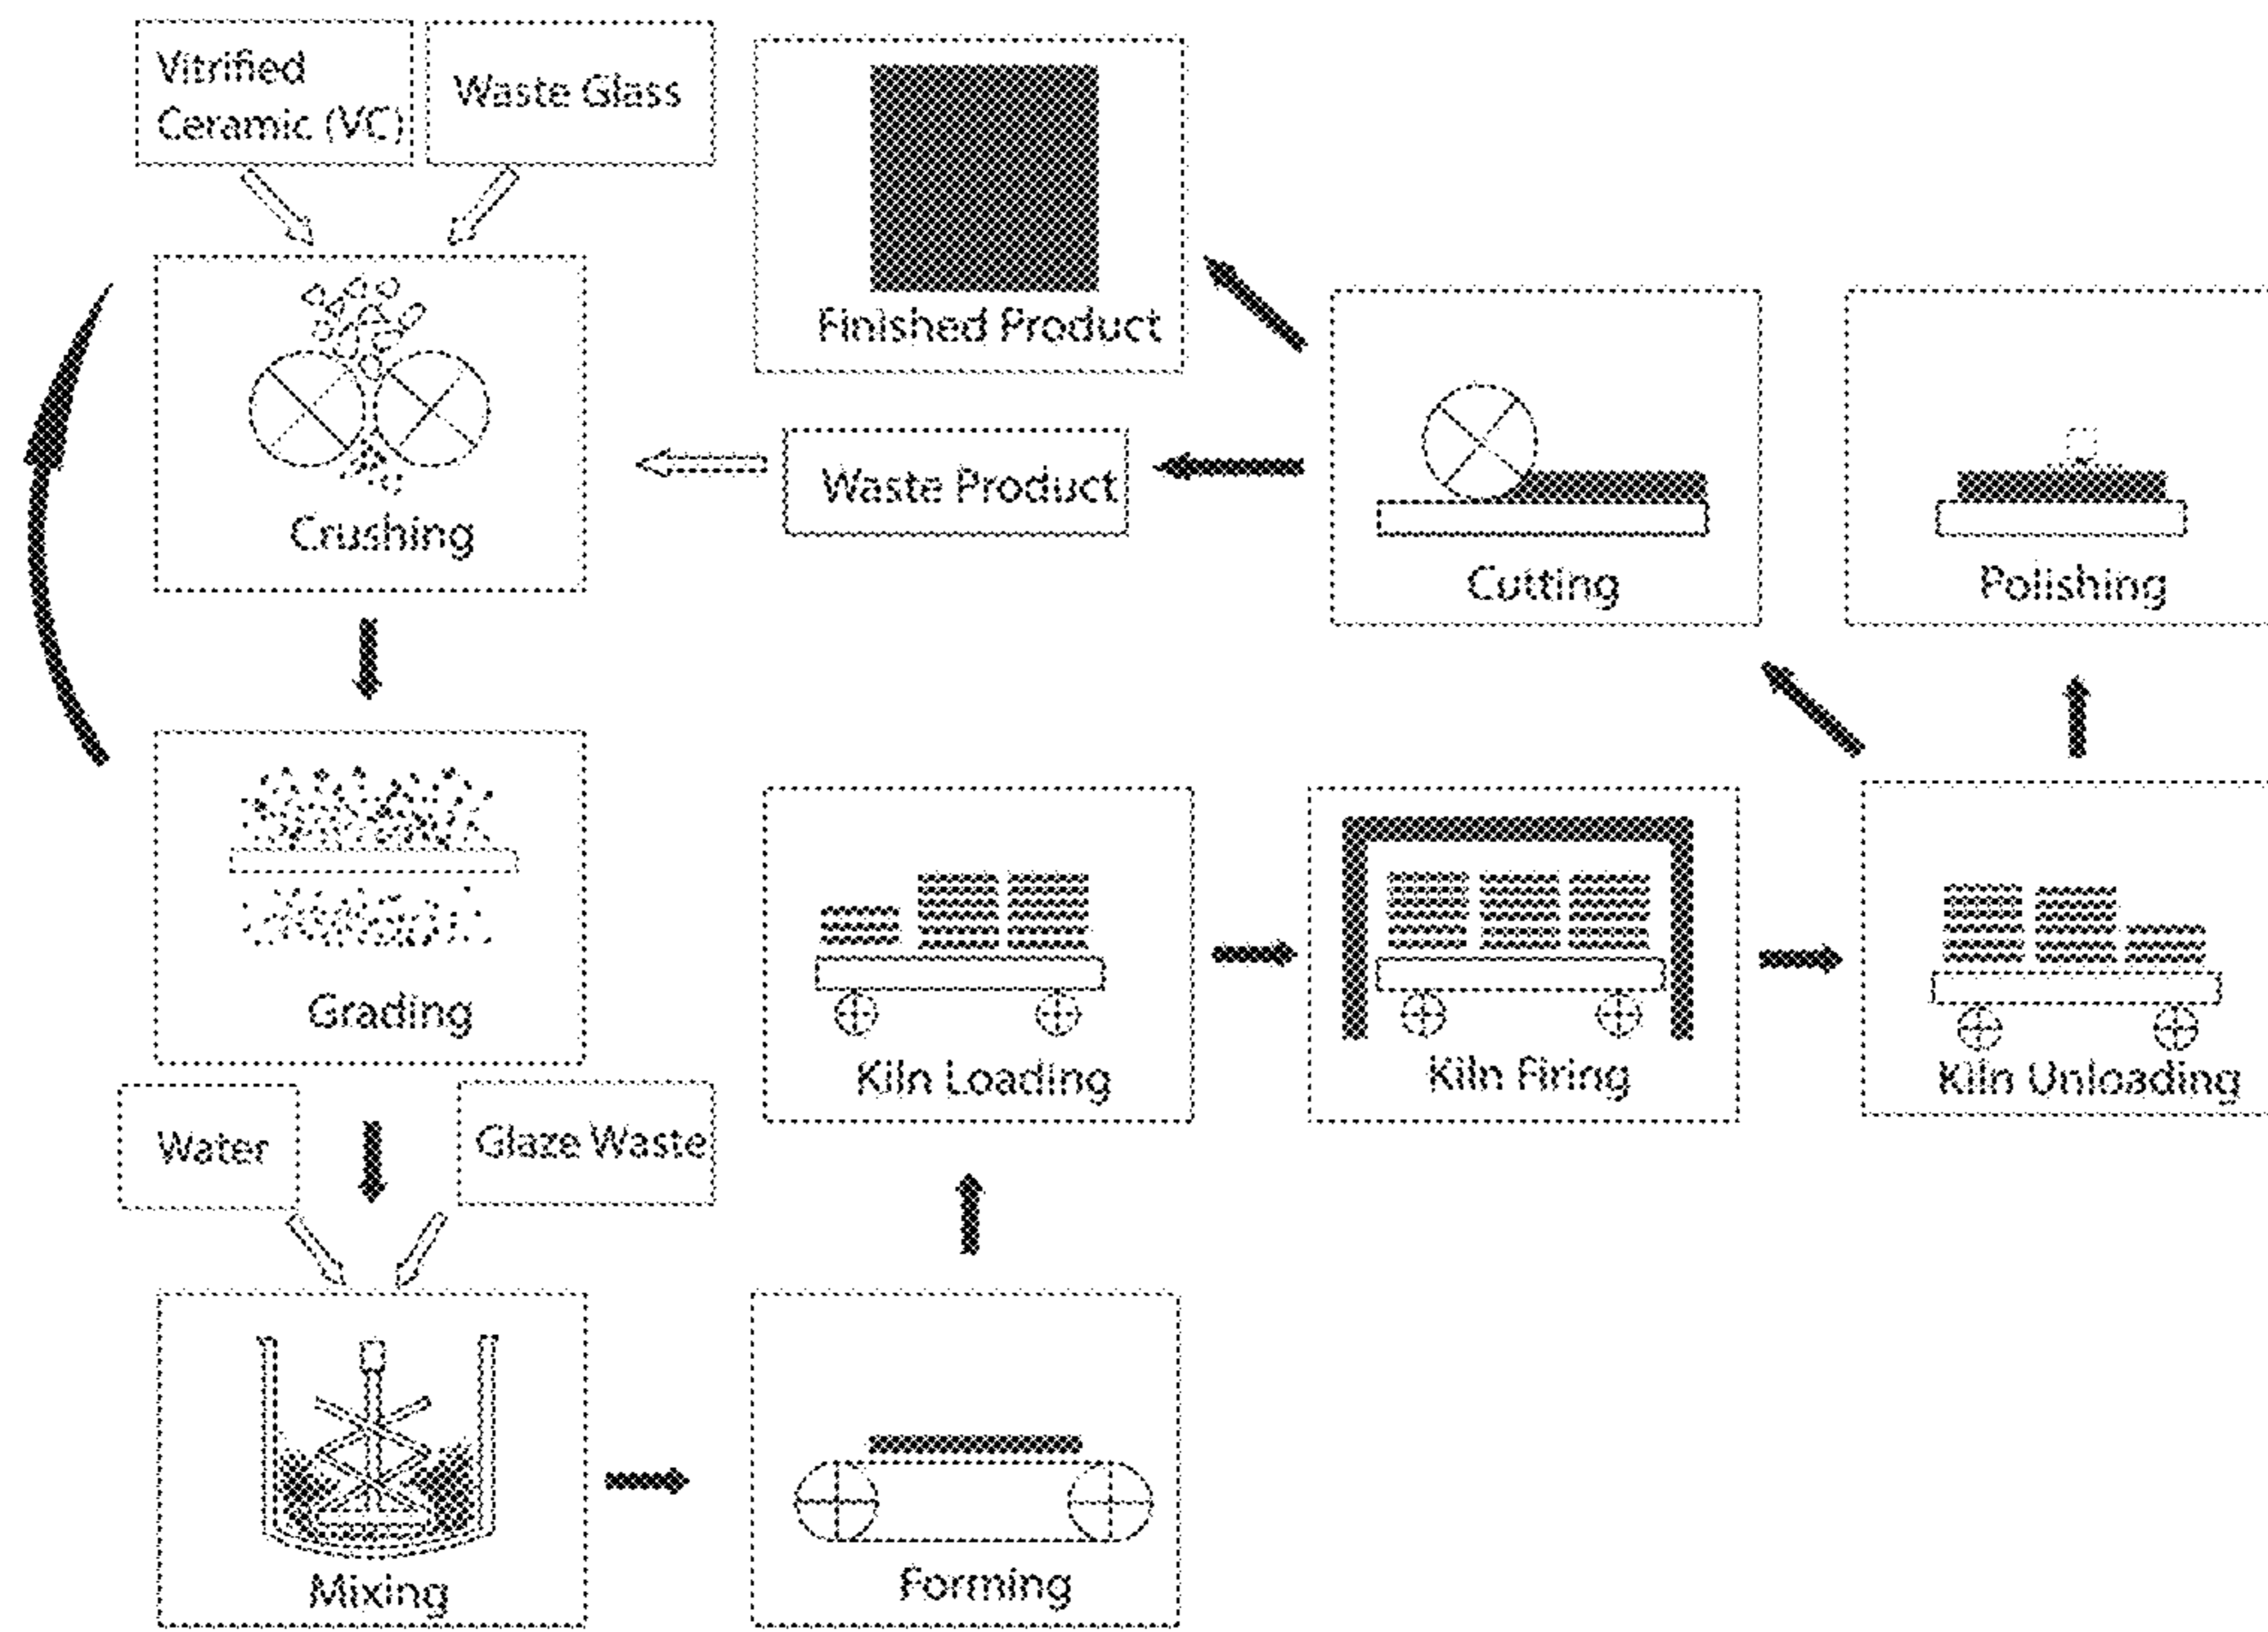 Vitrified
Ceramic (VC)
Waste Glass
Finished Product
Crushing
Waste Product
Cutting
Polishing
Grading
Kiln Loading
Kiln Firing
Kiln Unloading
Water
Glaze Waste
Mixing
Forming